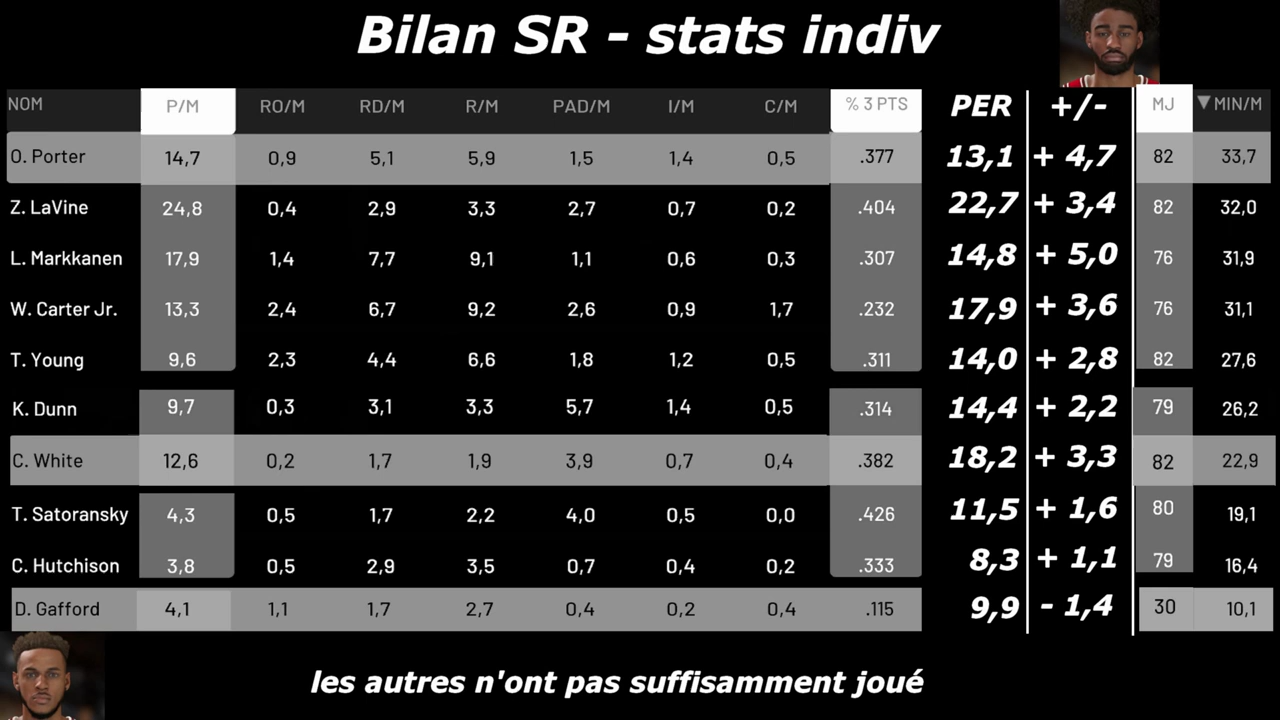 Bilan SR - stats indiv
NOM P/M RO/M RD/M R/M PAD/M I/M C/M % 3 PTS PER +/- MJ ▼MIN/M
O. Porter 14,7 0,9 5,1 5,9 1,5 1,4 0,5 .377 13,1 + 4,7 82 33,7
Z. LaVine 24,8 0,4 2,9 3,3 2,7 0,7 0,2 .404 22,7 + 3,4 82 32,0
L. Markkanen 17,9 1,4 7,7 9,1 1,1 0,6 0,3 .307 14,8 + 5,0 76 31,9
W. Carter Jr. 13,3 2,4 6,7 9,2 2,6 0,9 1,7 .232 17,9 + 3,6 76 31,1
T. Young 9,6 2,3 4,4 6,6 1,8 1,2 0,5 .311 14,0 + 2,8 82 27,6
K. Dunn 9,7 0,3 3,1 3,3 5,7 1,4 0,5 .314 14,4 + 2,2 79 26,2
C. White 12,6 0,2 1,7 1,9 3,9 0,7 0,4 .382 18,2 + 3,3 82 22,9
T. Satoransky 4,3 0,5 1,7 2,2 4,0 0,5 0,0 .426 11,5 + 1,6 80 19,1
C. Hutchison 3,8 0,5 2,9 3,5 0,7 0,4 0,2 .333 8,3 + 1,1 79 16,4
D. Gafford 4,1 1,1 1,7 2,7 0,4 0,2 0,4 .115 9,9 - 1,4 30 10,1
les autres n'ont pas suffisamment joué